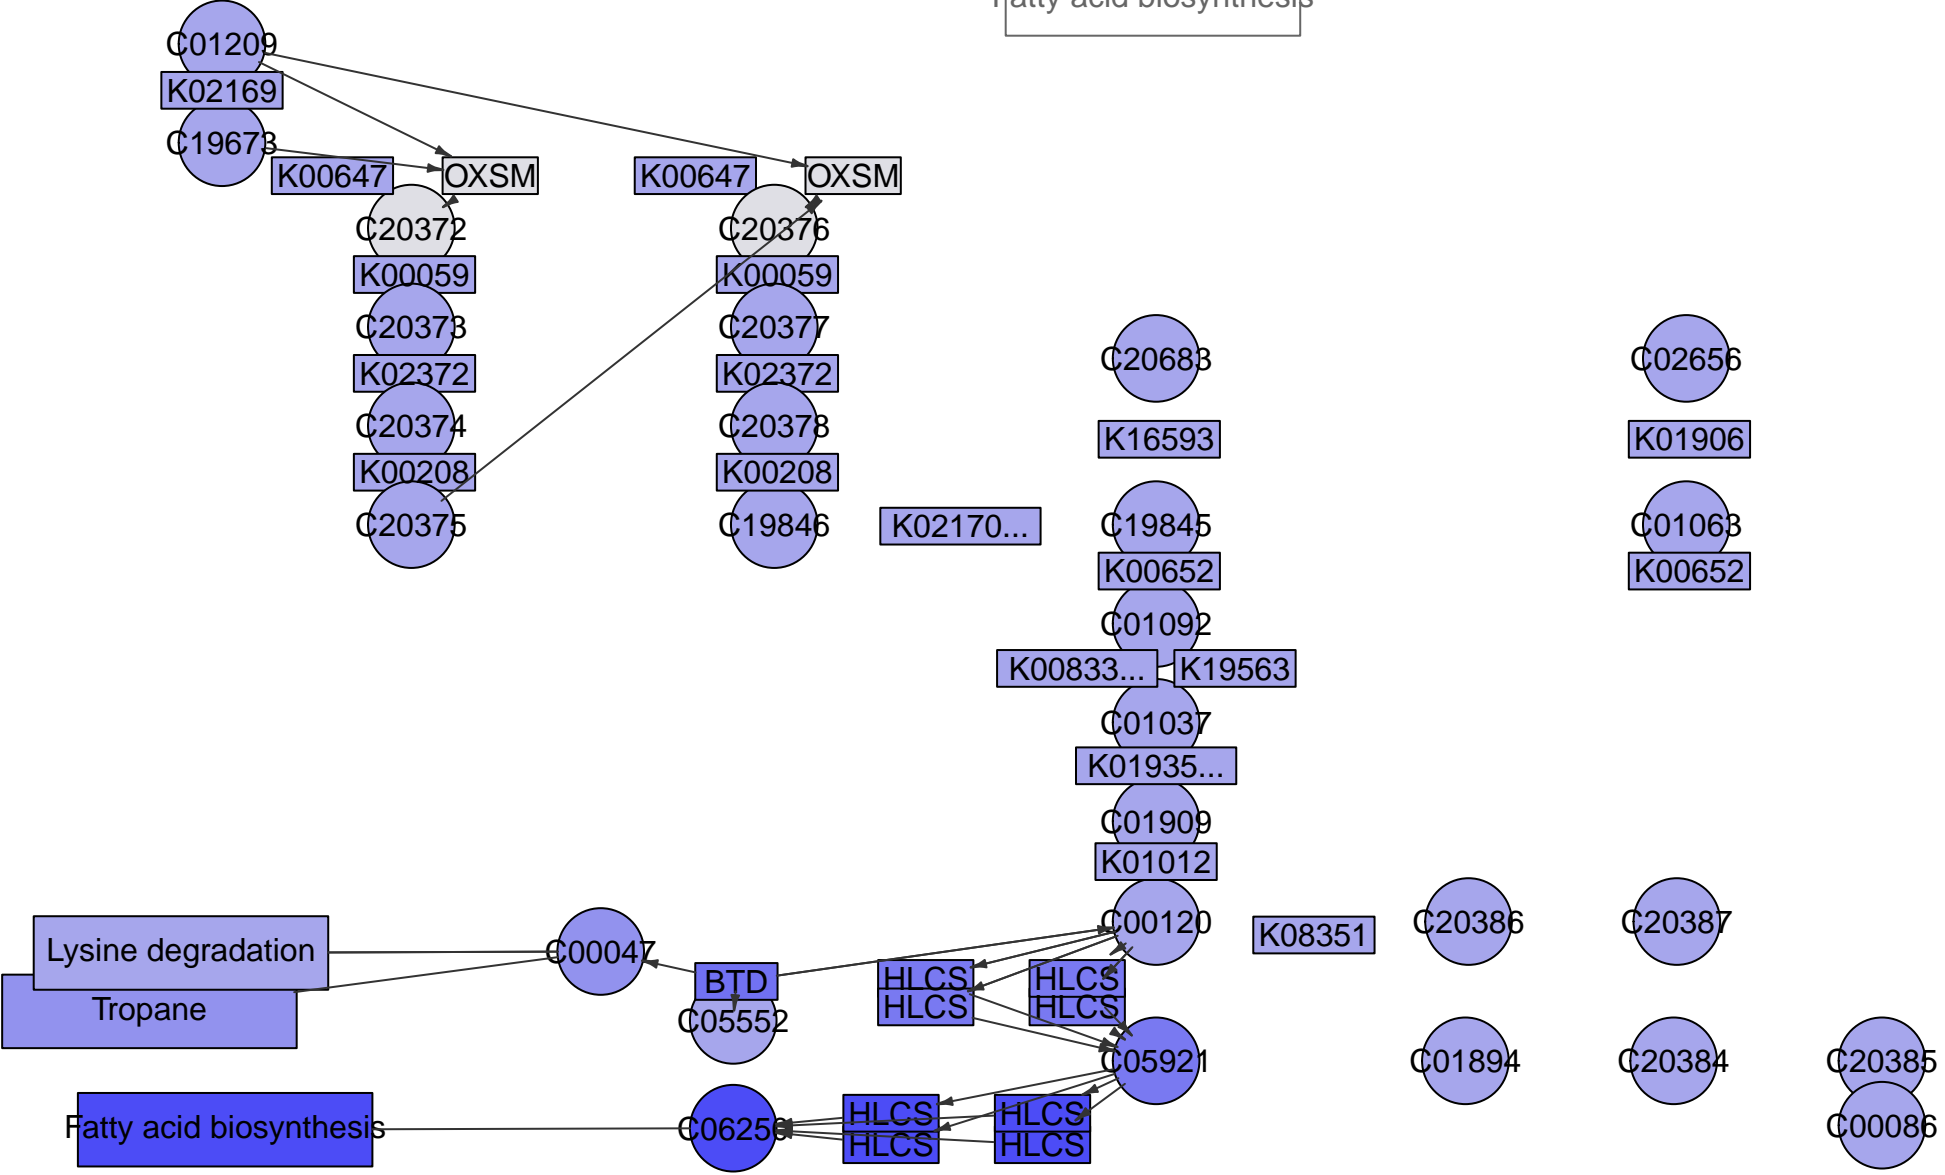 Fatty acid biosynthesis
C01209
K02169
C19673
K00647
OXSM
K00647
OXSM
C20372
C20376
K00059
K00059
C20373
C20377
C20683
C02656
K02372
K02372
C20374
C20378
K16593
K01906
K00208
K00208
C20375
C19846
K02170...
C19845
C01063
K00652
K00652
C01092
K00833...
K19563
C01037
K01935...
C01909
K01012
C00120
K08351
C20386
C20387
Lysine degradation
C00047
BTD
HLCS
HLCS
Tropane
C05552
HLCS
HLCS
C05921
C01894
C20384
C20385
Fatty acid biosynthesis
C06250
HLCS
HLCS
C00086
HLCS
HLCS